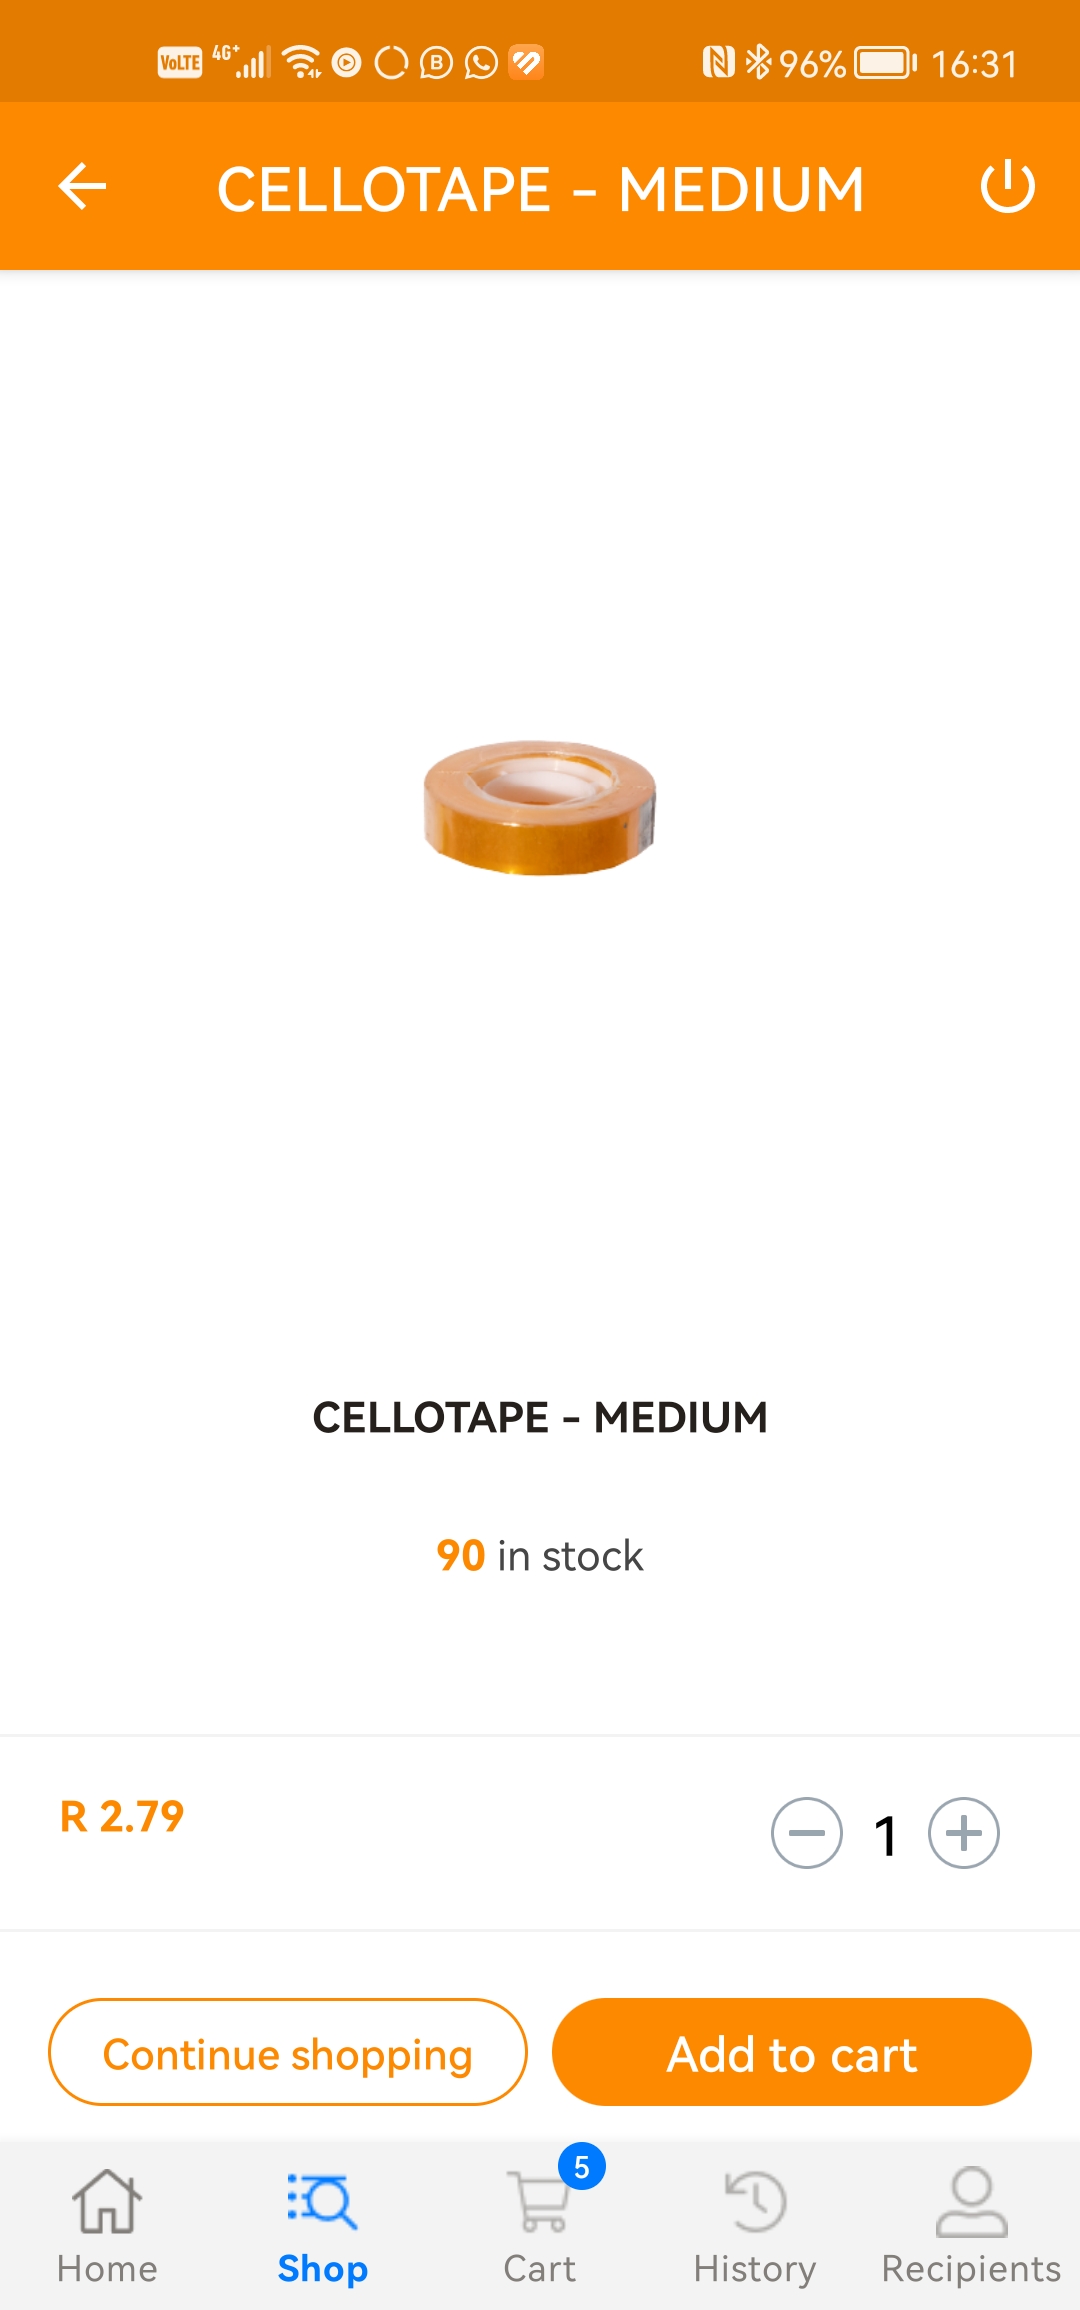 VoLTE 4G+ B 96% 16:31
CELLOTAPE - MEDIUM
CELLOTAPE - MEDIUM
90 in stock
R 2.79
1
Continue shopping
Add to cart
5
Home
Shop
Cart
History
Recipients